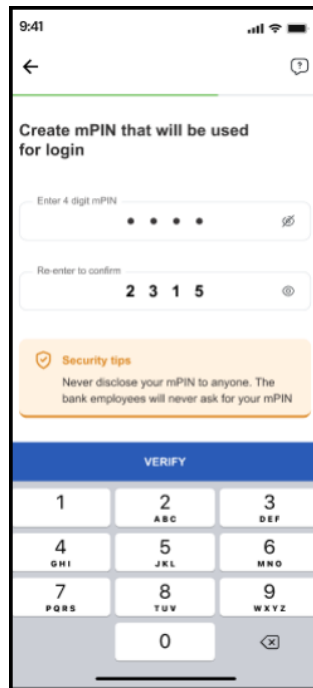 9:41
?
Create mPIN that will be used
for login
Enter 4 digit mPIN
Re-enter to confirm
2 3 1 5
Security tips
Never disclose your mPIN to anyone. The
bank employees will never ask for your mPIN
VERIFY
1 2 3
ABC DEF
4 5 6
GHI JKL MNO
7 8 9
PQRS TUV WXYZ
0